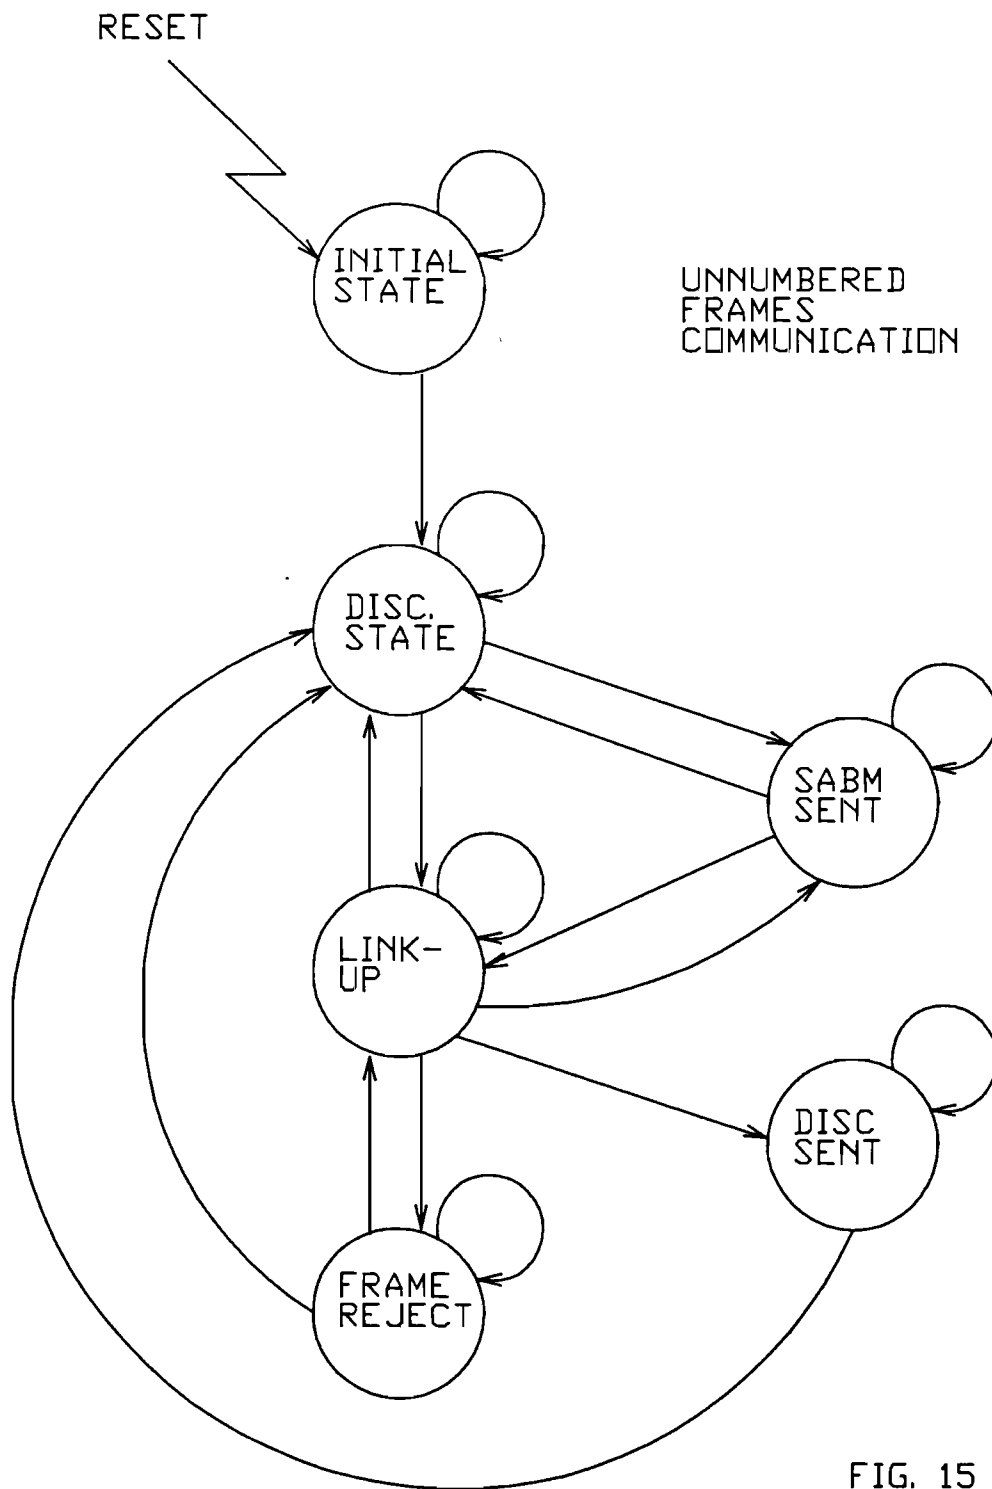 RESET
INITIAL
STATE
UNNUMBERED
FRAMES
COMMUNICATION
DISC.
STATE
SABM
SENT
LINK-
UP
DISC
SENT
FRAME
REJECT
FIG. 15